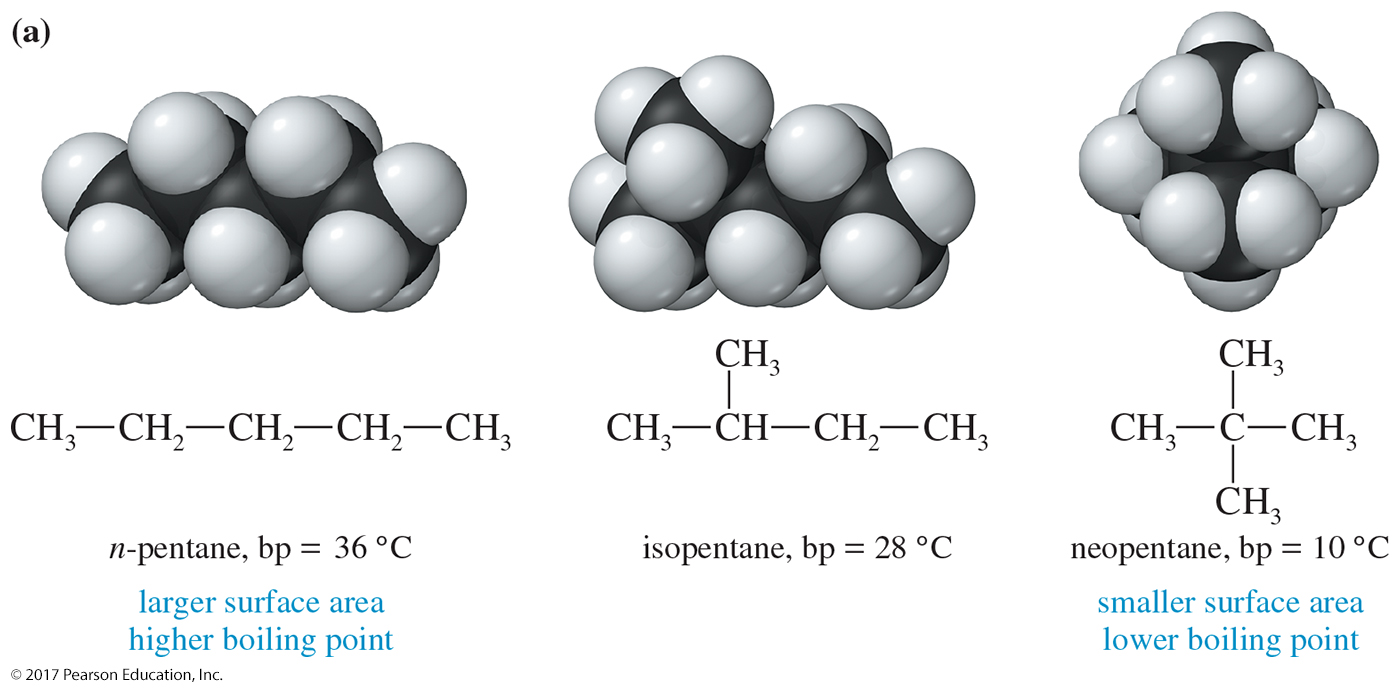 (a)
CH₃—CH₂—CH₂—CH₂—CH₃
CH₃
CH₃—CH—CH₂—CH₃
CH₃
CH₃—C—CH₃
CH₃
n-pentane, bp = 36 °C
isopentane, bp = 28 °C
neopentane, bp = 10 °C
larger surface area
higher boiling point
smaller surface area
lower boiling point
© 2017 Pearson Education, Inc.